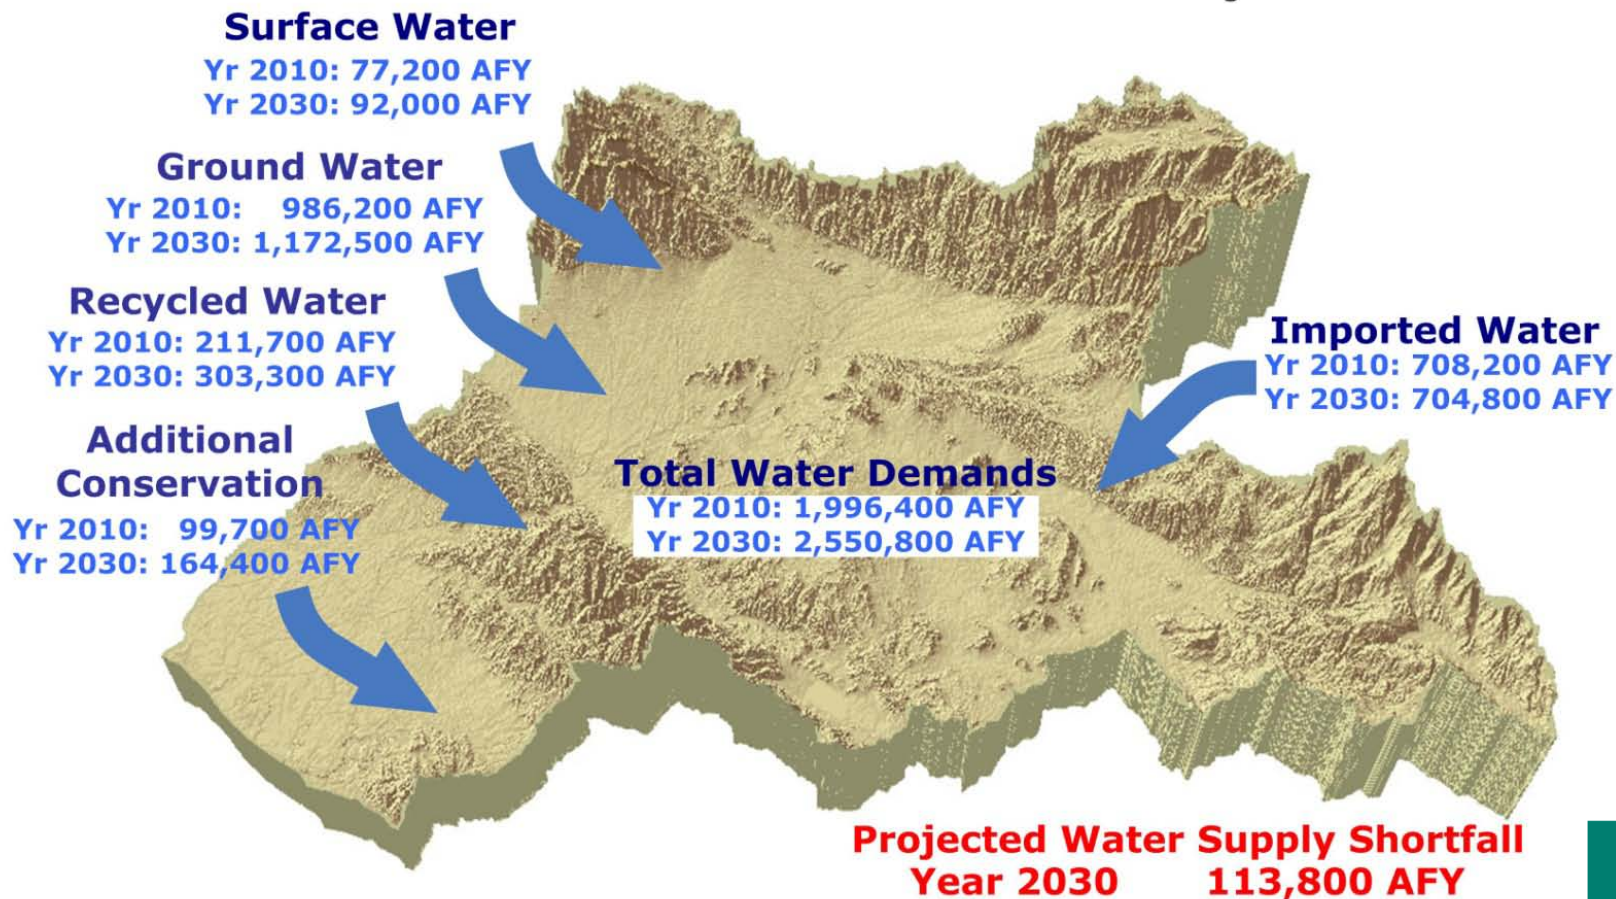 Surface Water
Yr 2010: 77,200 AFY
Yr 2030: 92,000 AFY
Ground Water
Yr 2010: 986,200 AFY
Yr 2030: 1,172,500 AFY
Recycled Water
Yr 2010: 211,700 AFY
Yr 2030: 303,300 AFY
Additional
Conservation
Yr 2010: 99,700 AFY
Yr 2030: 164,400 AFY
Imported Water
Yr 2010: 708,200 AFY
Yr 2030: 704,800 AFY
Total Water Demands
Yr 2010: 1,996,400 AFY
Yr 2030: 2,550,800 AFY
Projected Water Supply Shortfall
Year 2030 113,800 AFY